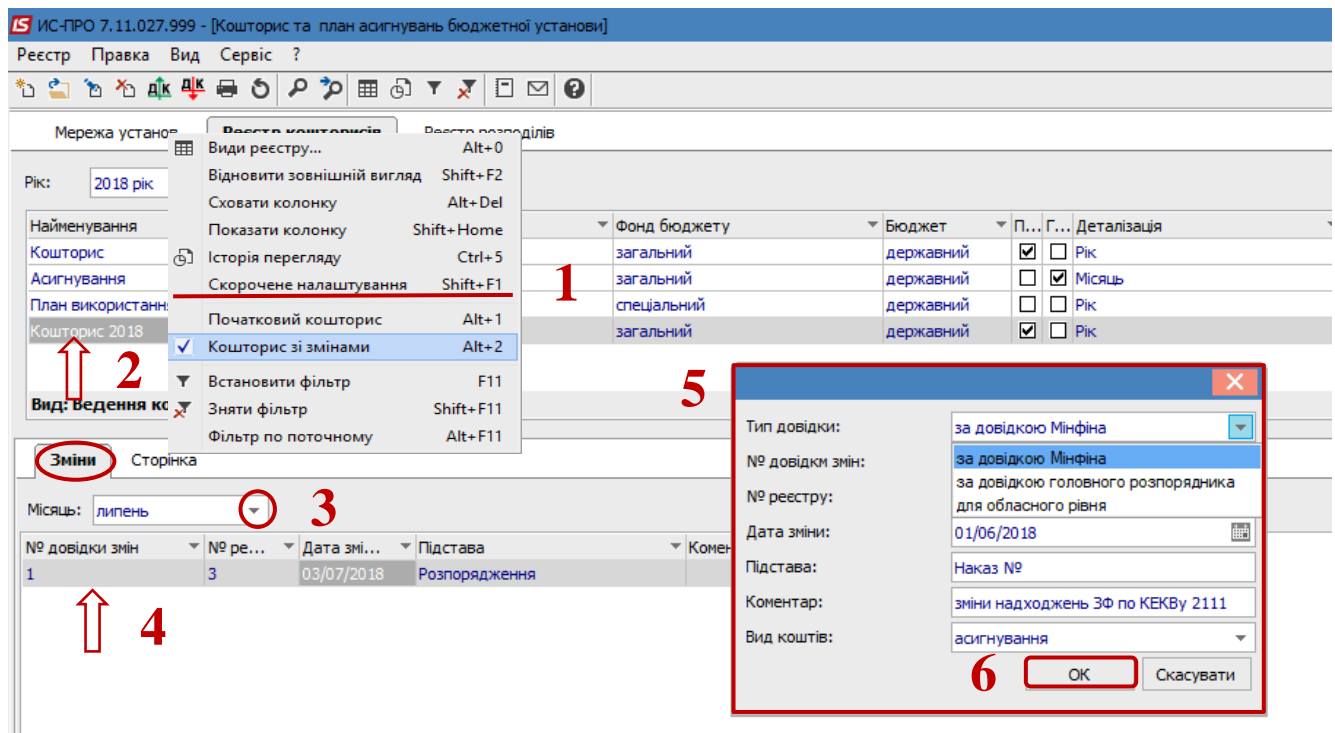 ИС-ПРО 7.11.027.999 - [Кошторис та план асигнувань бюджетної установи]
Реєстр Правка Вид Сервіс ?
Мережа установ Реєстр кошторисів Реєстр розподілів
Види реєстру... Alt+0
Рік: 2018 рік
Відновити зовнішній вигляд Shift+F2
Сховати колонку Alt+Del
Показати колонку Shift+Home
Історія перегляду Ctrl+5
Скорочене налаштування Shift+F1
Початковий кошторис Alt+1
Кошторис зі змінами Alt+2
Встановити фільтр F11
Зняти фільтр Shift+F11
Фільтр по поточному Alt+F11
Найменування Фонд бюджету Бюджет П... Г... Деталізація
Кошторис загальний державний Рік
Асигнування загальний державний Місяць
План використання спеціальний державний Рік
Кошторис 2018 загальний державний Рік
1
2
Вид: Ведення ко
Зміни Сторінка
Місяць: липень
3
№ довідки змін № ре... Дата змі... Підстава Комен
1 3 03/07/2018 Розпорядження
4
5
Тип довідки: за довідкою Мінфіна
за довідкою Мінфіна
за довідкою головного розпорядника
для обласного рівня
№ довідкм змін:
№ реєстру:
Дата зміни: 01/06/2018
Підстава: Наказ №
Коментар: зміни надходжень ЗФ по КЕКВу 2111
Вид коштів: асигнування
6
ОК Скасувати